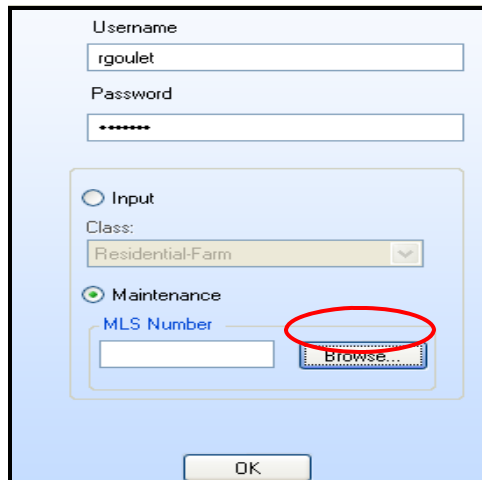 Username
rgoulet
Password
•••••••
Input
Class:
Residential-Farm
Maintenance
MLS Number
Browse...
OK